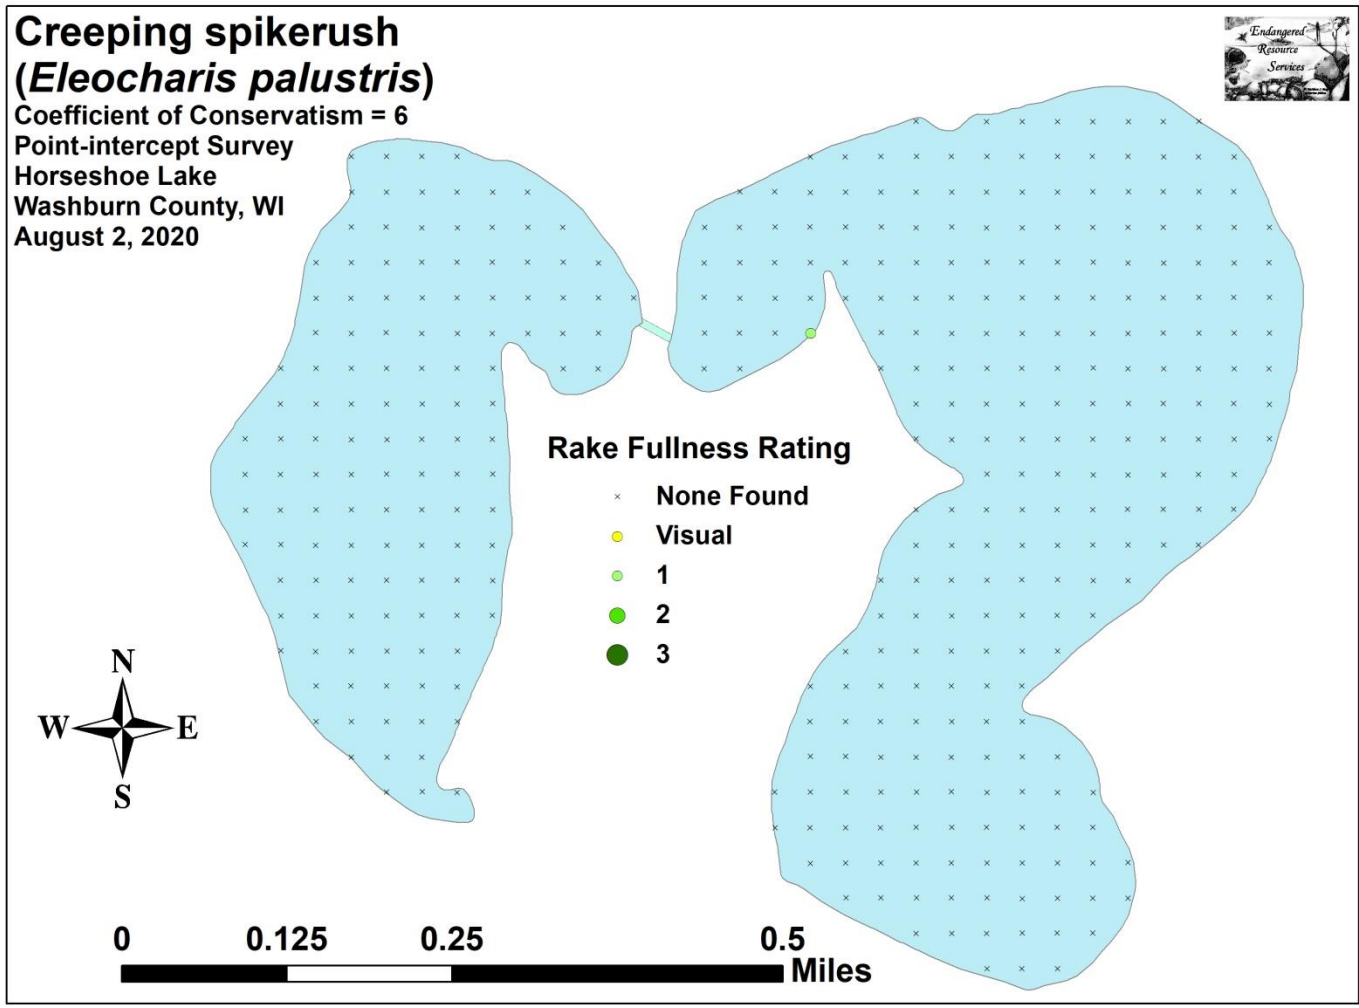 Creeping spikerush
(Eleocharis palustris)
Coefficient of Conservatism = 6
Point-intercept Survey
Horseshoe Lake
Washburn County, WI
August 2, 2020
Endangered
Resource
Services
Rake Fullness Rating
None Found
Visual
1
2
3
N
W E
S
0 0.125 0.25 0.5
Miles